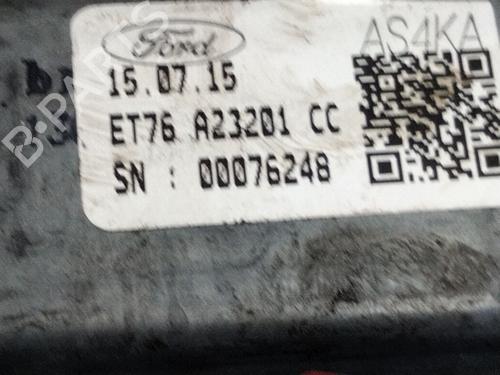 Ford
AS4KA
15.07.15
ET76 A23201 CC
SN : 00076248
B-PARTS